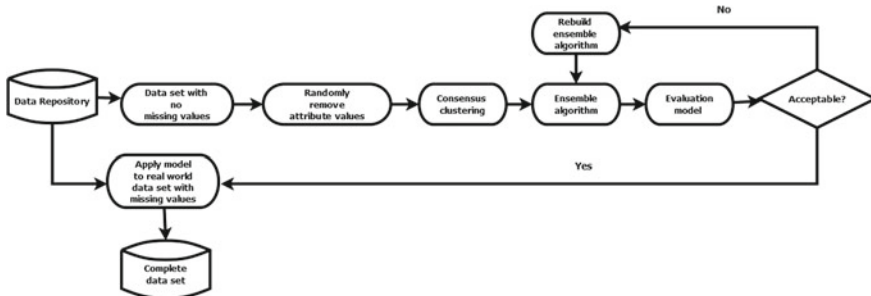 No
Rebuild
ensemble
algorithm
Data Repository
Data set with
no
missing values
Randomly
remove
attribute values
Consensus
clustering
Ensemble
algorithm
Evaluation
model
Acceptable?
Yes
Apply model
to real world
data set with
missing values
Complete
data set